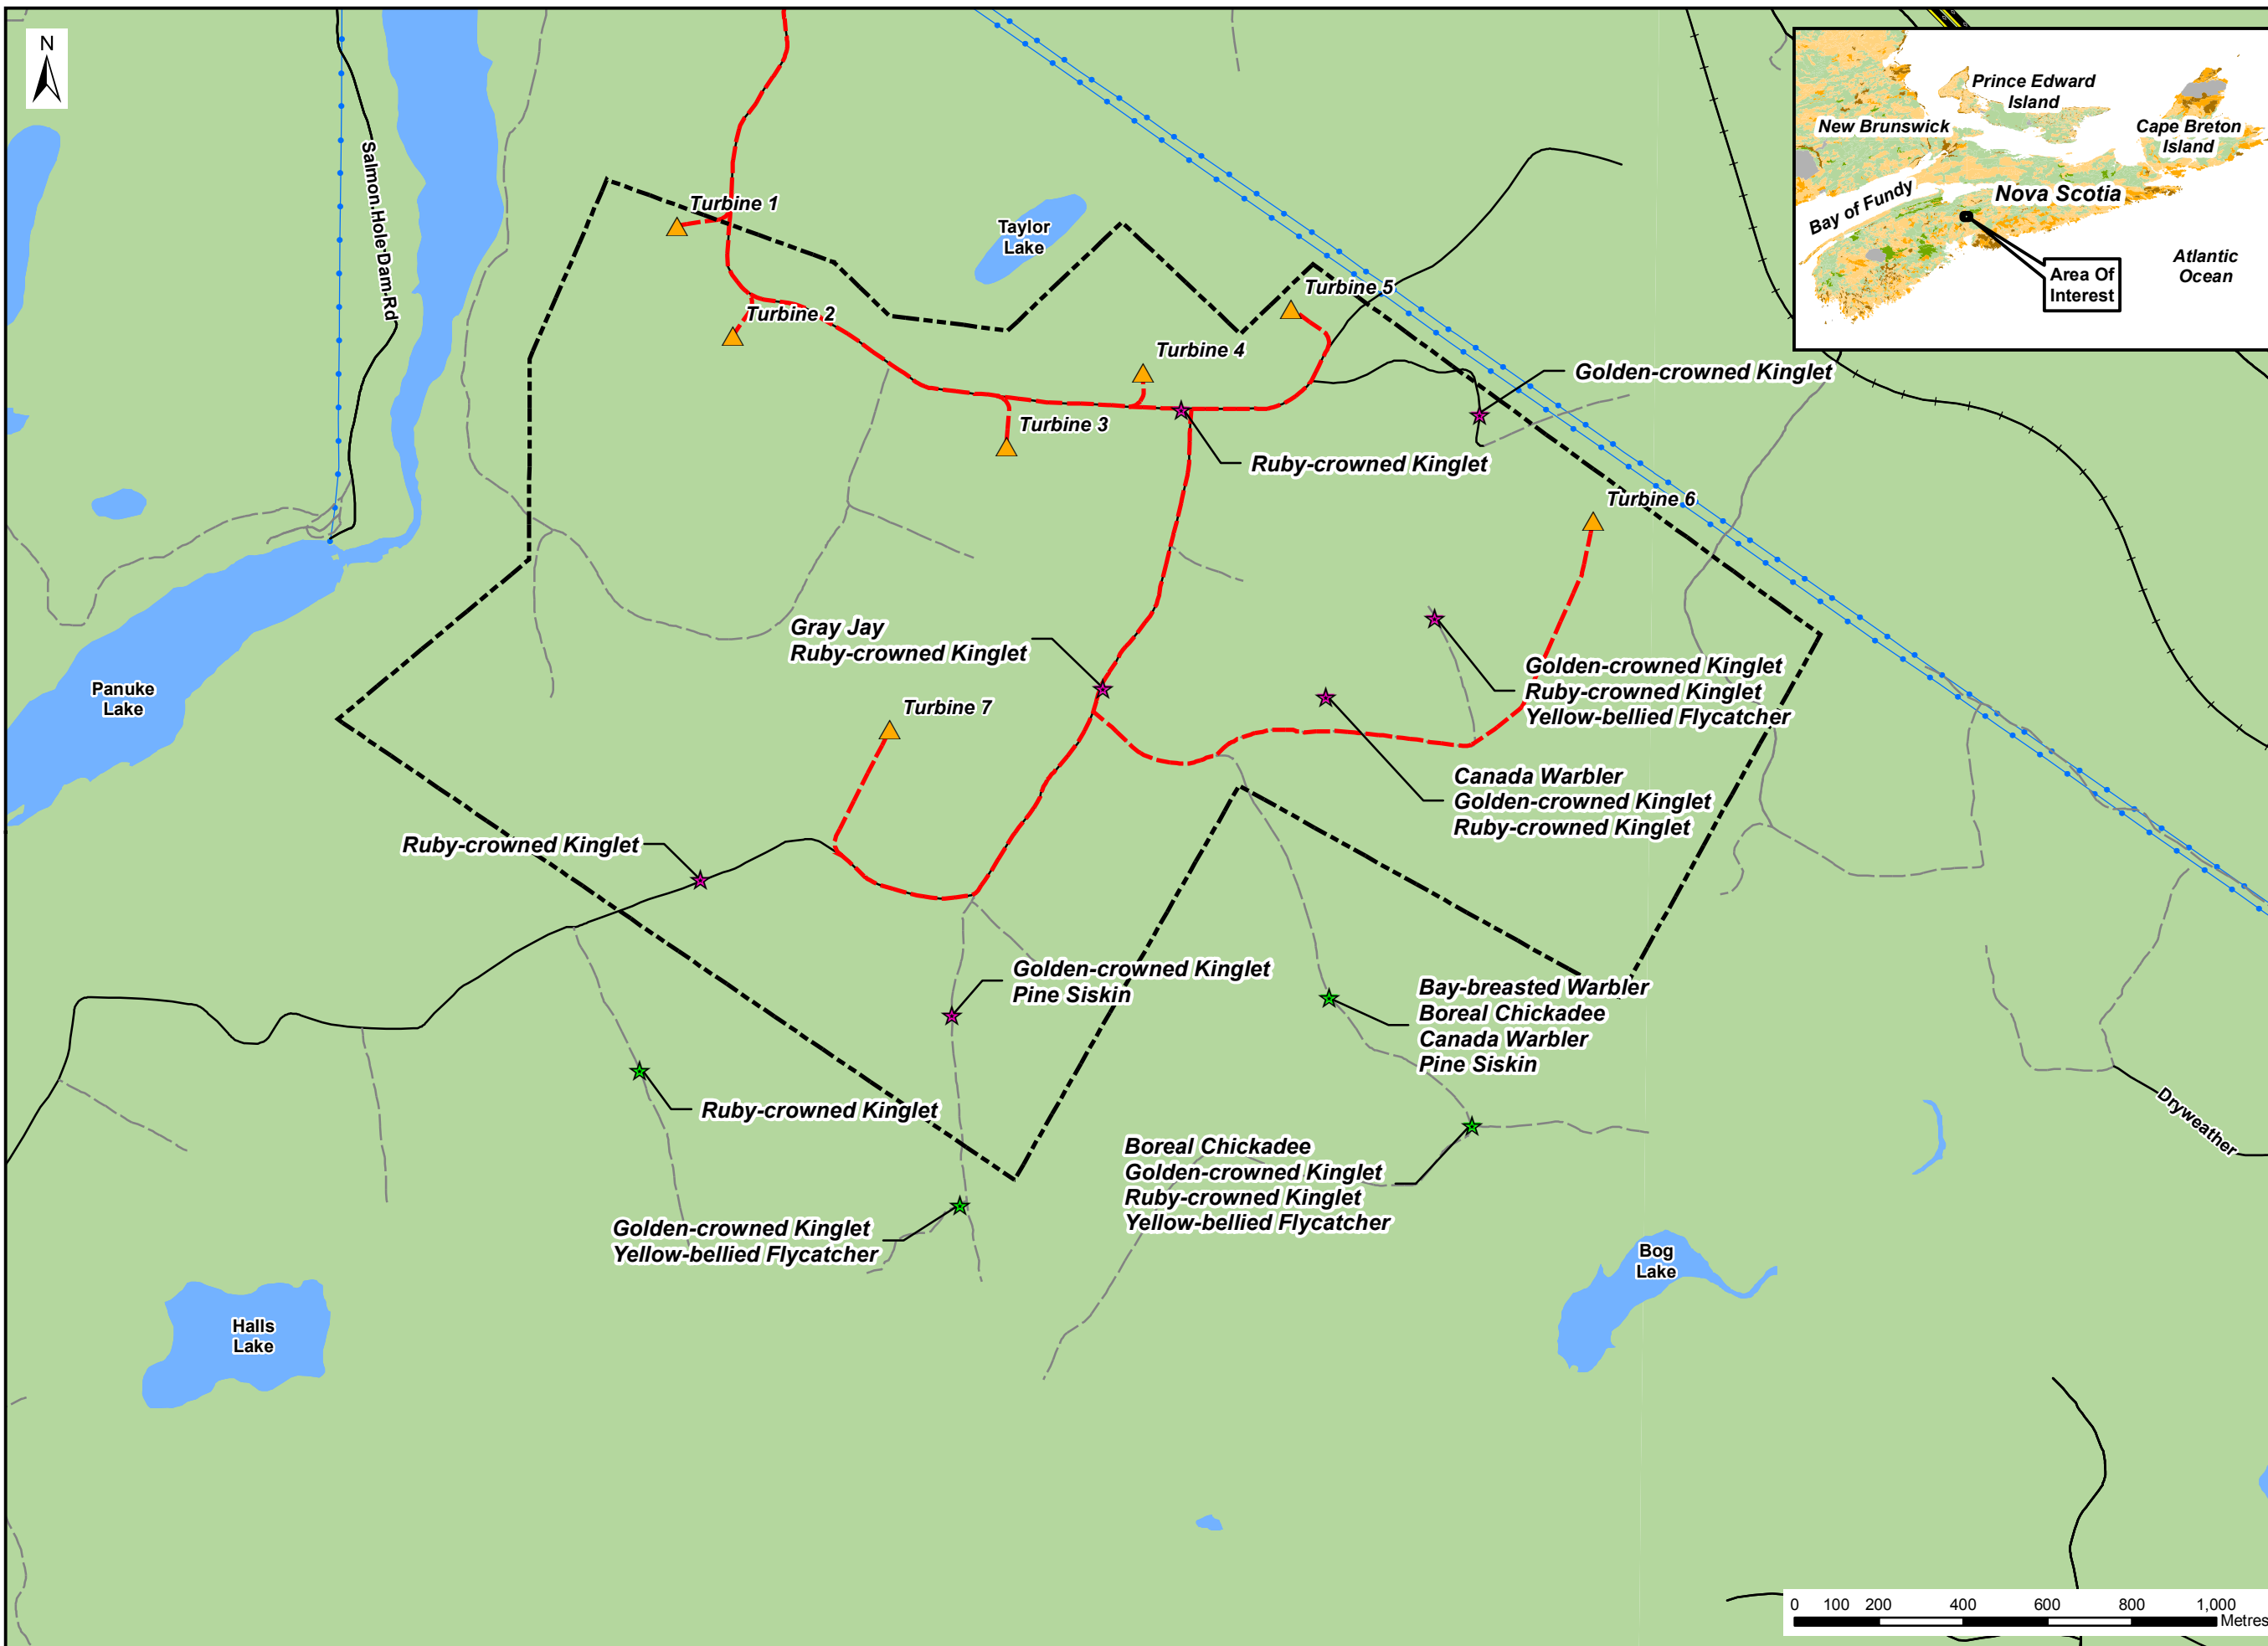 N
Salmon Hole Dam Rd
Prince Edward
Island
New Brunswick
Cape Breton
Island
Nova Scotia
Bay of Fundy
Atlantic
Ocean
Area Of
Interest
Turbine 1
Taylor
Lake
Turbine 2
Turbine 5
Turbine 4
Golden-crowned Kinglet
Turbine 3
Ruby-crowned Kinglet
Turbine 6
Gray Jay
Ruby-crowned Kinglet
Panuke
Lake
Golden-crowned Kinglet
Ruby-crowned Kinglet
Yellow-bellied Flycatcher
Turbine 7
Canada Warbler
Golden-crowned Kinglet
Ruby-crowned Kinglet
Ruby-crowned Kinglet
Golden-crowned Kinglet
Pine Siskin
Bay-breasted Warbler
Boreal Chickadee
Canada Warbler
Pine Siskin
Ruby-crowned Kinglet
Dryweather
Boreal Chickadee
Golden-crowned Kinglet
Ruby-crowned Kinglet
Yellow-bellied Flycatcher
Golden-crowned Kinglet
Yellow-bellied Flycatcher
Bog
Lake
Halls
Lake
0 100 200 400 600 800 1,000
Metres